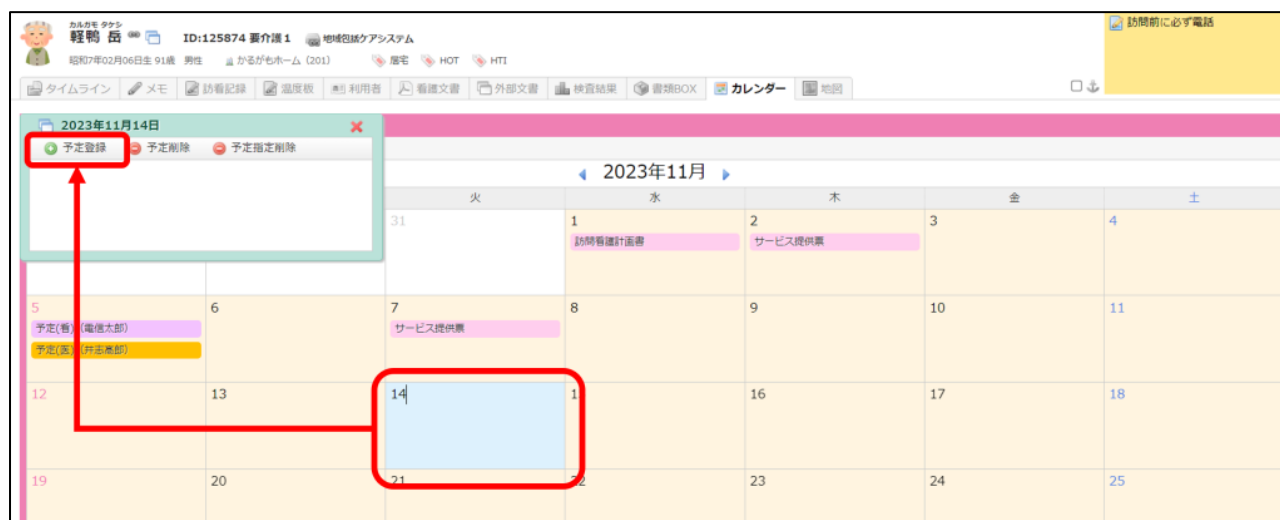 カルガモ タケシ
軽鴨 岳 ID:125874 要介護1 地域包括ケアシステム
昭和7年02月06日生 91歳 男性 かるがもホーム (201) 居宅 HOT HTI
訪問前に必ず電話
タイムライン メモ 訪看記録 温度板 利用者 看護文書 外部文書 検査結果 書類BOX カレンダー 地図
2023年11月14日
予定登録 予定削除 予定指定削除
2023年11月
火 水 木 金 土
31 1 2 3 4
訪問看護計画書 サービス提供票
5 6 7 8 9 10 11
予定(看) (電信太郎) サービス提供票
予定(医) (井志高郎)
12 13 14 1 16 17 18
19 20 21 22 23 24 25